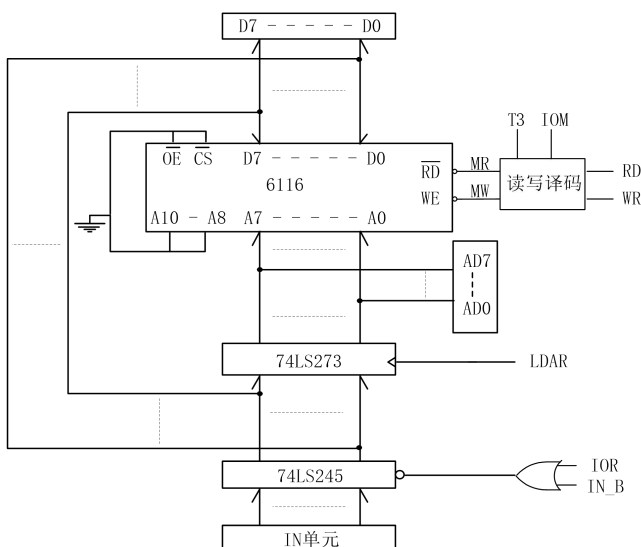 D7 - - - - - D0
T3 IOM
OE CS D7 - - - - - D0 RD MR 读写译码 RD
6116
WE MW WR
A10 - A8 A7 - - - - - A0
AD7
AD0
74LS273 LDAR
74LS245 IOR
IN_B
IN单元